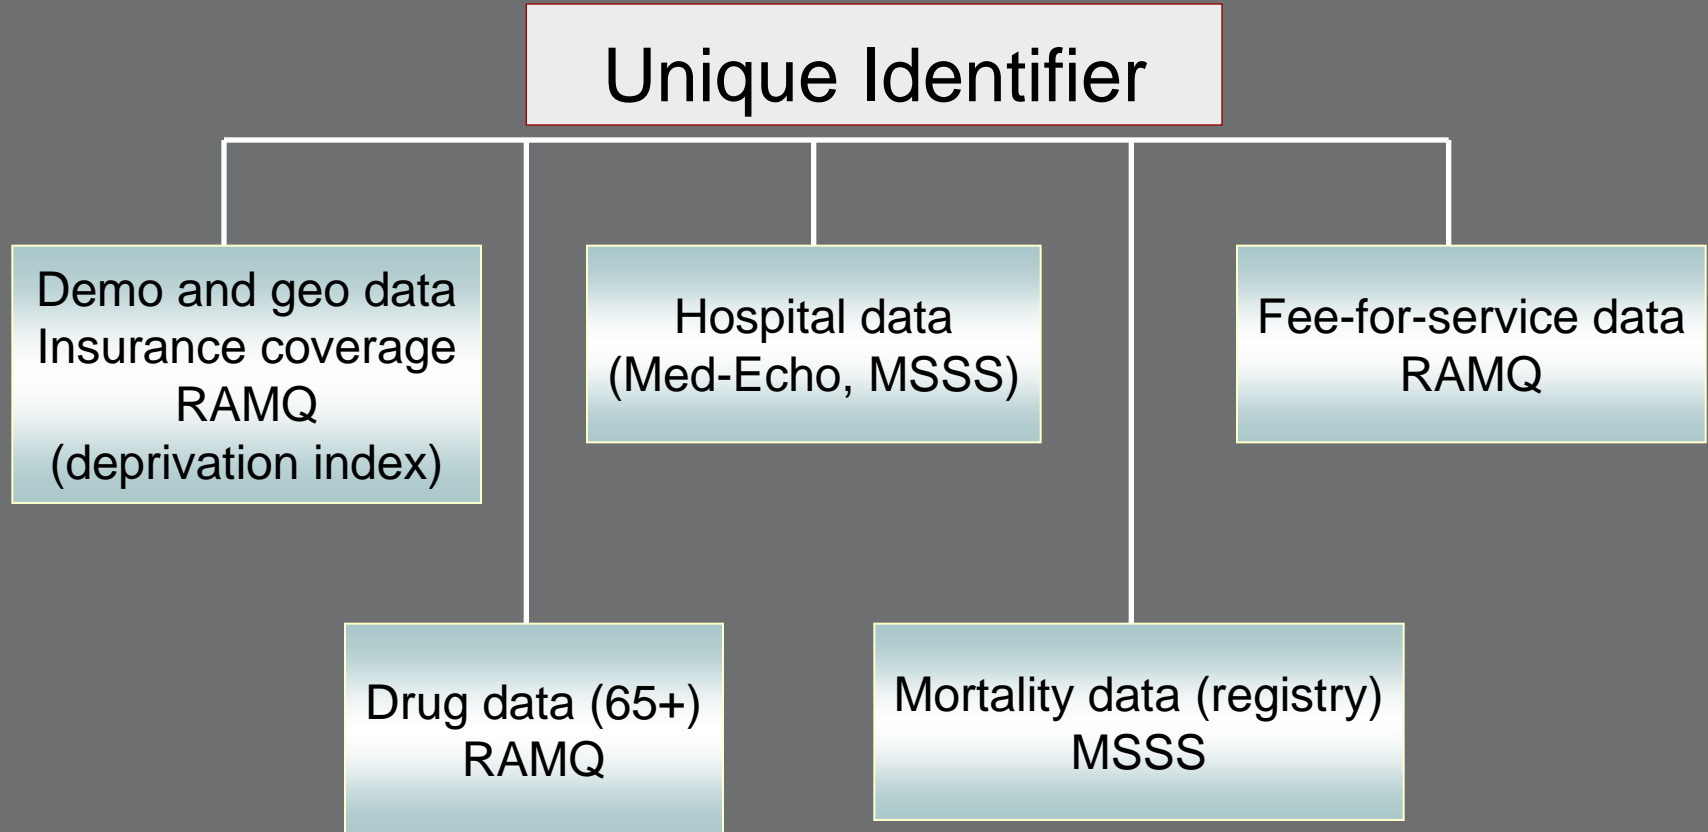 Unique Identifier
Demo and geo data
Insurance coverage
RAMQ
(deprivation index)
Hospital data
(Med-Echo, MSSS)
Fee-for-service data
RAMQ
Drug data (65+)
RAMQ
Mortality data (registry)
MSSS